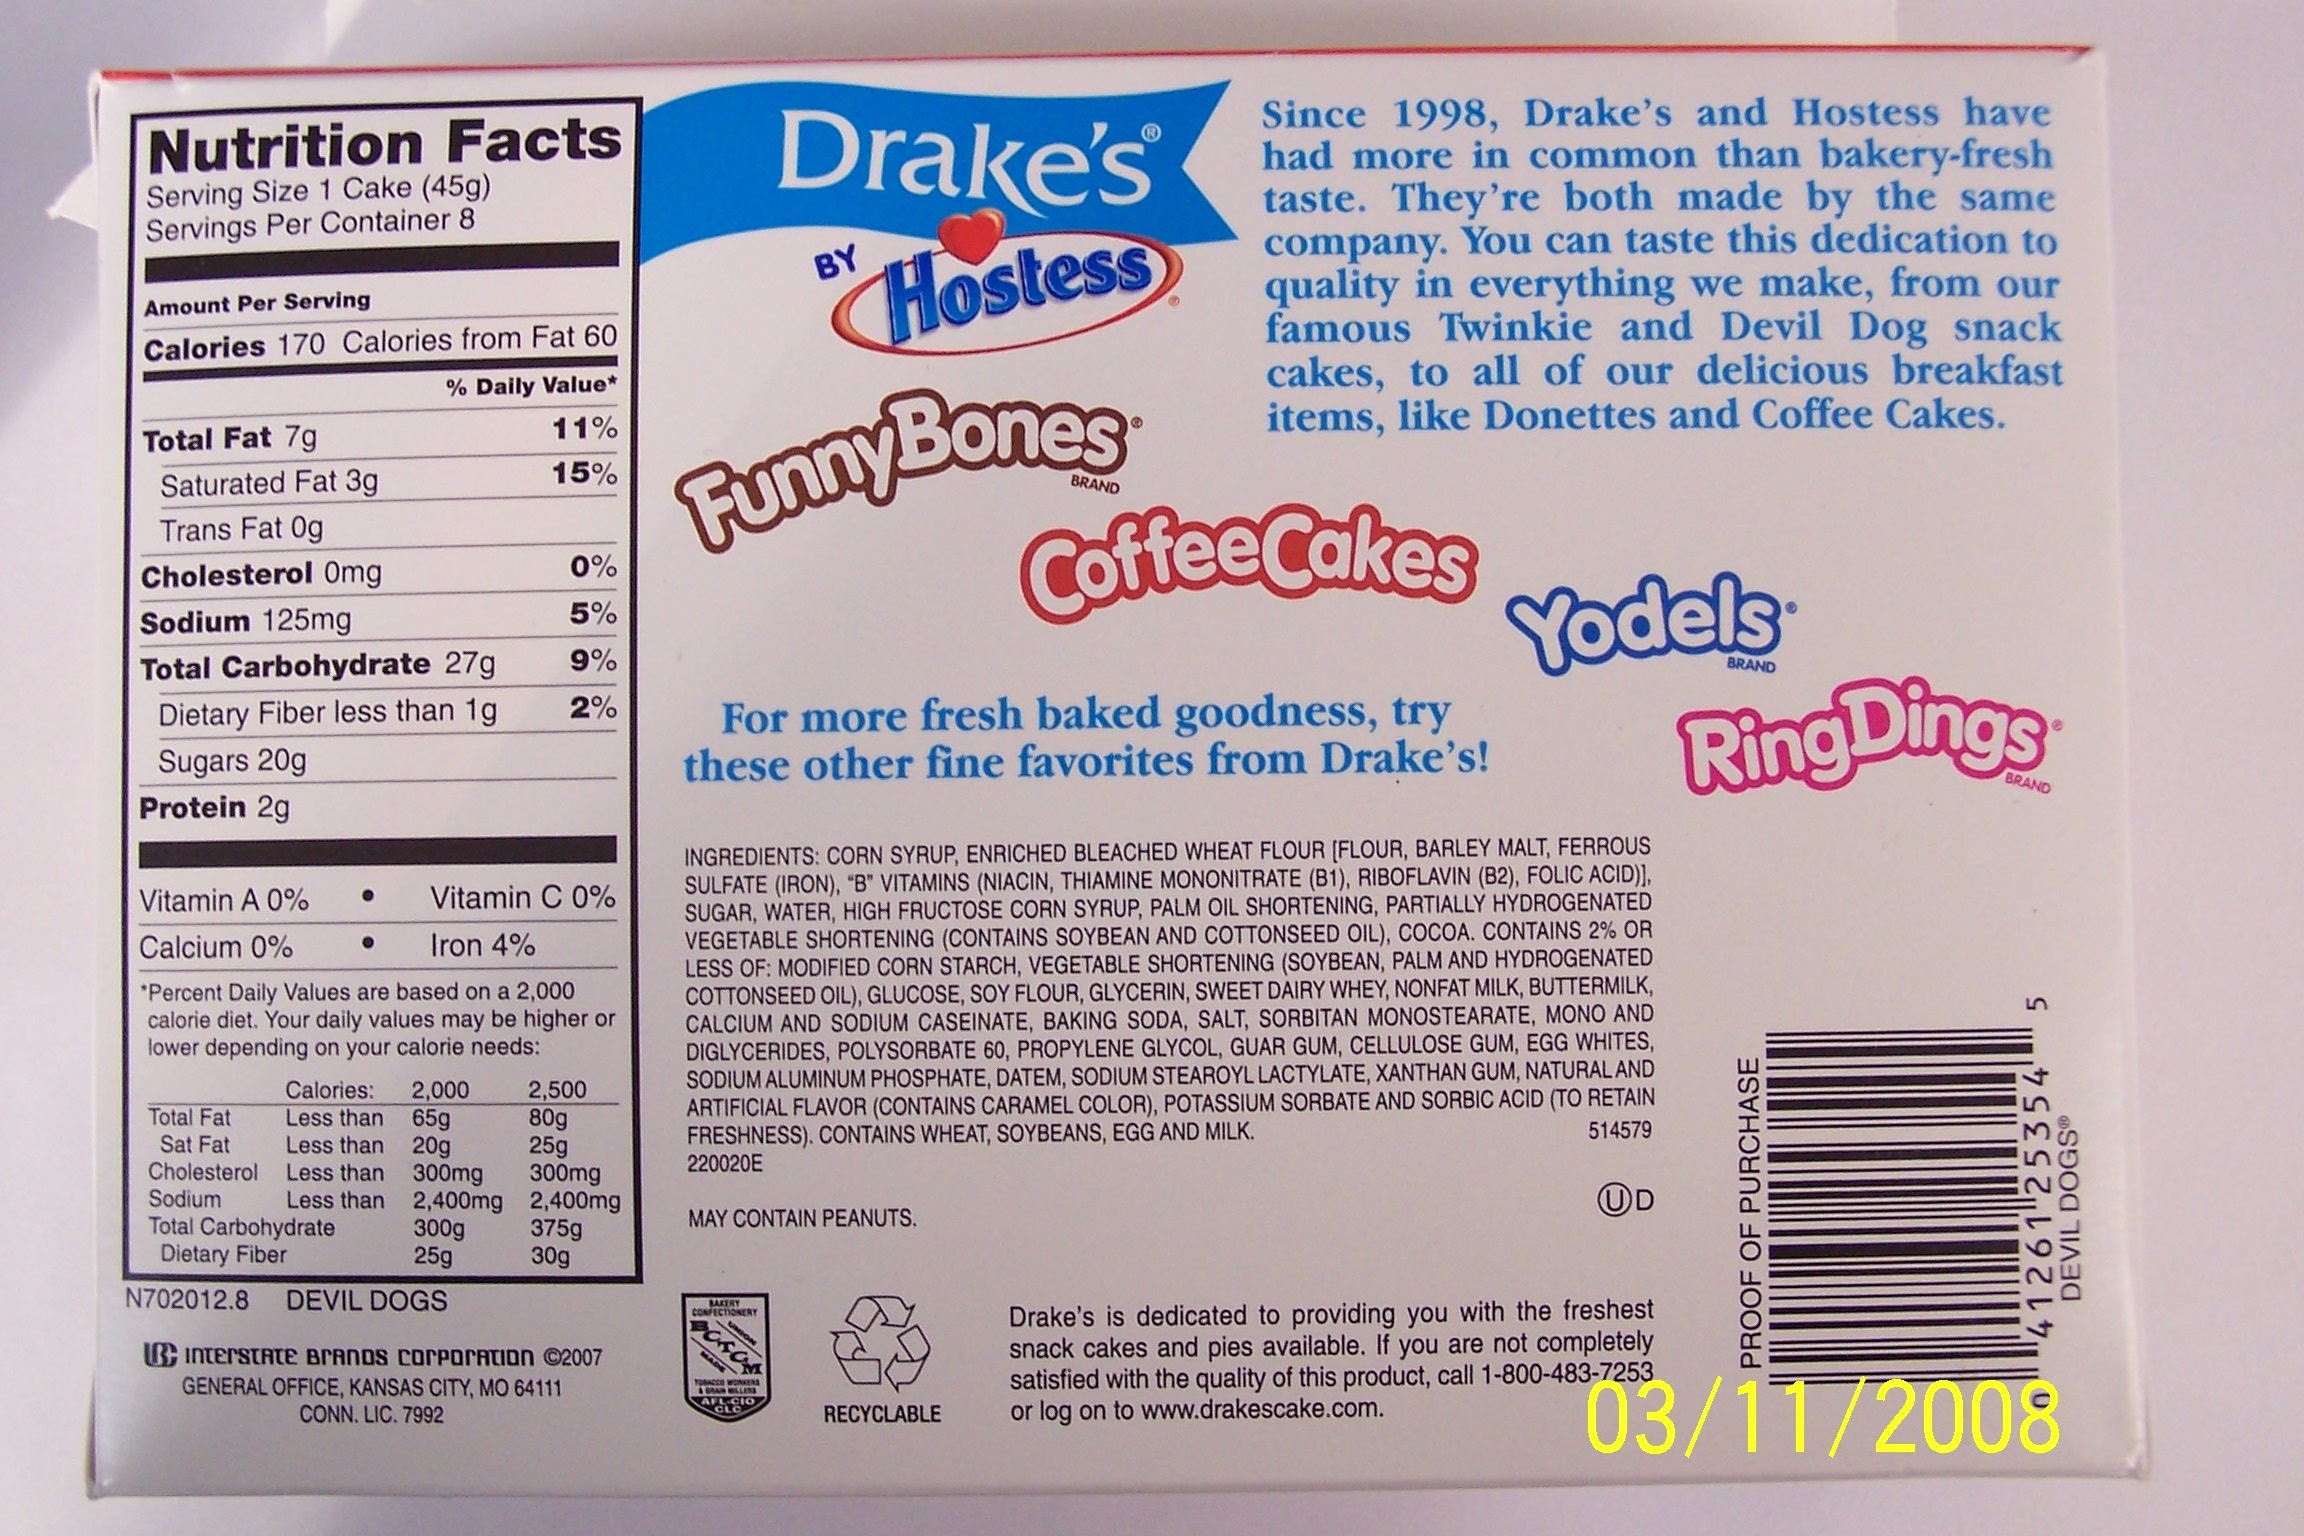 Nutrition Facts
Serving Size 1 Cake (45g)
Servings Per Container 8
Amount Per Serving
Calories 170 Calories from Fat 60
% Daily Value*
Total Fat 7g 11%
Saturated Fat 3g 15%
Trans Fat 0g
Cholesterol 0mg 0%
Sodium 125mg 5%
Total Carbohydrate 27g 9%
Dietary Fiber less than 1g 2%
Sugars 20g
Protein 2g
Vitamin A 0% • Vitamin C 0%
Calcium 0% • Iron 4%
*Percent Daily Values are based on a 2,000
calorie diet. Your daily values may be higher or
lower depending on your calorie needs:
Calories: 2,000 2,500
Total Fat Less than 65g 80g
Sat Fat Less than 20g 25g
Cholesterol Less than 300mg 300mg
Sodium Less than 2,400mg 2,400mg
Total Carbohydrate 300g 375g
Dietary Fiber 25g 30g
N702012.8 DEVIL DOGS
IBC INTERSTATE BRANDS CORPORATION ©2007
GENERAL OFFICE, KANSAS CITY, MO 64111
CONN. LIC. 7992
Drake's®
BY Hostess®
Since 1998, Drake's and Hostess have
had more in common than bakery-fresh
taste. They're both made by the same
company. You can taste this dedication to
quality in everything we make, from our
famous Twinkie and Devil Dog snack
cakes, to all of our delicious breakfast
items, like Donettes and Coffee Cakes.
FunnyBones®
BRAND
CoffeeCakes
Yodels®
BRAND
RingDings®
BRAND
For more fresh baked goodness, try
these other fine favorites from Drake's!
INGREDIENTS: CORN SYRUP, ENRICHED BLEACHED WHEAT FLOUR [FLOUR, BARLEY MALT, FERROUS
SULFATE (IRON), “B” VITAMINS (NIACIN, THIAMINE MONONITRATE (B1), RIBOFLAVIN (B2), FOLIC ACID)],
SUGAR, WATER, HIGH FRUCTOSE CORN SYRUP, PALM OIL SHORTENING, PARTIALLY HYDROGENATED
VEGETABLE SHORTENING (CONTAINS SOYBEAN AND COTTONSEED OIL), COCOA. CONTAINS 2% OR
LESS OF: MODIFIED CORN STARCH, VEGETABLE SHORTENING (SOYBEAN, PALM AND HYDROGENATED
COTTONSEED OIL), GLUCOSE, SOY FLOUR, GLYCERIN, SWEET DAIRY WHEY, NONFAT MILK, BUTTERMILK,
CALCIUM AND SODIUM CASEINATE, BAKING SODA, SALT, SORBITAN MONOSTEARATE, MONO AND
DIGLYCERIDES, POLYSORBATE 60, PROPYLENE GLYCOL, GUAR GUM, CELLULOSE GUM, EGG WHITES,
SODIUM ALUMINUM PHOSPHATE, DATEM, SODIUM STEAROYL LACTYLATE, XANTHAN GUM, NATURAL AND
ARTIFICIAL FLAVOR (CONTAINS CARAMEL COLOR), POTASSIUM SORBATE AND SORBIC ACID (TO RETAIN
FRESHNESS). CONTAINS WHEAT, SOYBEANS, EGG AND MILK. 514579
220020E
ⓊD
MAY CONTAIN PEANUTS.
BAKERY
CONFECTIONERY
BC&GM
UNION
MADE
TOBACCO WORKERS
& GRAIN MILLERS
AFL-CIO
CLC
RECYCLABLE
Drake's is dedicated to providing you with the freshest
snack cakes and pies available. If you are not completely
satisfied with the quality of this product, call 1-800-483-7253
or log on to www.drakescake.com.
PROOF OF PURCHASE
0 41261 25354 5
DEVIL DOGS®
03/11/2008